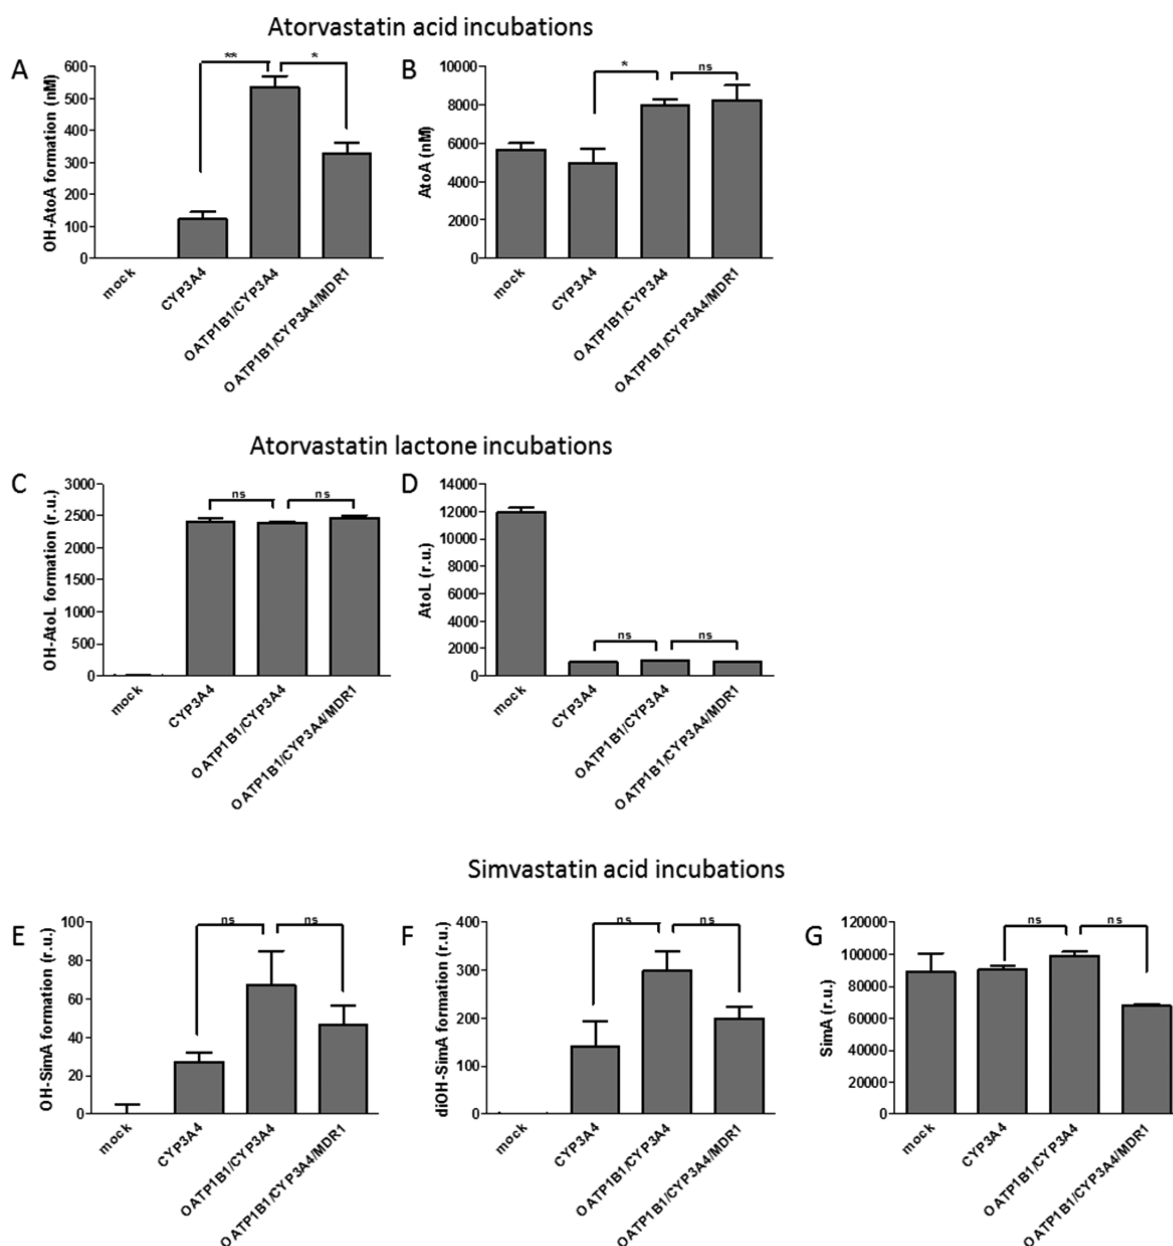 Atorvastatin acid incubations
A
OH-AtoA formation (nM)
600
500
400
300
200
100
0
**
*
mock
CYP3A4
OATP1B1/CYP3A4
OATP1B1/CYP3A4/MDR1
B
AtoA (nM)
10000
8000
6000
4000
2000
0
*
ns
mock
CYP3A4
OATP1B1/CYP3A4
OATP1B1/CYP3A4/MDR1
Atorvastatin lactone incubations
C
OH-AtoL formation (r.u.)
3000
2500
2000
1500
1000
500
0
ns
ns
mock
CYP3A4
OATP1B1/CYP3A4
OATP1B1/CYP3A4/MDR1
D
AtoL (r.u.)
14000
12000
10000
8000
6000
4000
2000
0
ns
ns
mock
CYP3A4
OATP1B1/CYP3A4
OATP1B1/CYP3A4/MDR1
Simvastatin acid incubations
E
OH-SimA formation (r.u.)
100
80
60
40
20
0
ns
ns
mock
CYP3A4
OATP1B1/CYP3A4
OATP1B1/CYP3A4/MDR1
F
diOH-SimA formation (r.u.)
400
300
200
100
0
ns
ns
mock
CYP3A4
OATP1B1/CYP3A4
OATP1B1/CYP3A4/MDR1
G
SimA (r.u.)
120000
100000
80000
60000
40000
20000
0
ns
ns
mock
CYP3A4
OATP1B1/CYP3A4
OATP1B1/CYP3A4/MDR1